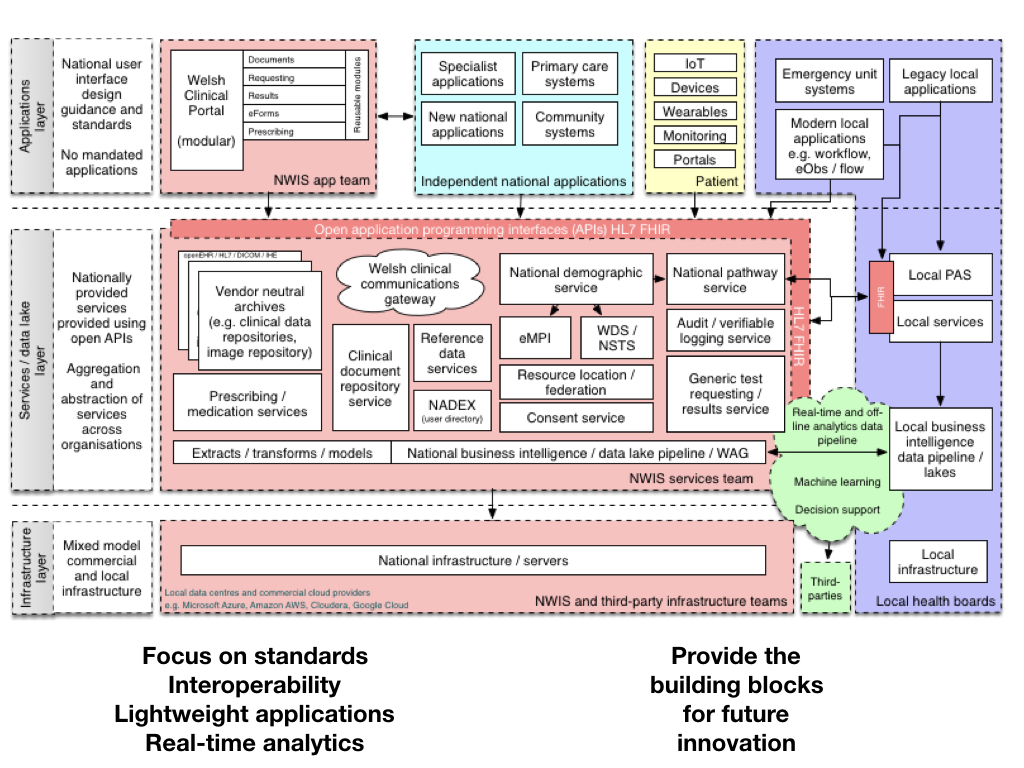 Applications
layer
National user
interface
design
guidance and
standards
No mandated
applications
Welsh
Clinical
Portal
(modular)
Documents
Requesting
Results
eForms
Prescribing
Reusable modules
NWIS app team
Specialist
applications
Primary care
systems
New national
applications
Community
systems
Independent national applications
IoT
Devices
Wearables
Monitoring
Portals
Patient
Emergency unit
systems
Legacy local
applications
Modern local
applications
e.g. workflow,
eObs / flow
Services / data lake
layer
Nationally
provided
services
provided using
open APIs
Aggregation
and
abstraction of
services
across
organisations
Open application programming interfaces (APIs) HL7 FHIR
openEHR / HL7 / DICOM / IHE
Vendor neutral
archives
(e.g. clinical data
repositories,
image repository)
Welsh clinical
communications
gateway
National demographic
service
National pathway
service
HL7 FHIR
FHIR
Local PAS
Local services
Clinical
document
repository
service
Reference
data
services
eMPI
WDS /
NSTS
Audit / verifiable
logging service
Resource location /
federation
Generic test
requesting /
results service
Prescribing /
medication services
NADEX
(user directory)
Consent service
Real-time and off-
line analytics data
pipeline
Machine learning
Decision support
Local business
intelligence
data pipeline /
lakes
Extracts / transforms / models
National business intelligence / data lake pipeline / WAG
NWIS services team
Infrastructure
layer
Mixed model
commercial
and local
infrastructure
National infrastructure / servers
Local data centres and commercial cloud providers
e.g. Microsoft Azure, Amazon AWS, Cloudera, Google Cloud
NWIS and third-party infrastructure teams
Third-
parties
Local
infrastructure
Local health boards
Focus on standards
Interoperability
Lightweight applications
Real-time analytics
Provide the
building blocks
for future
innovation